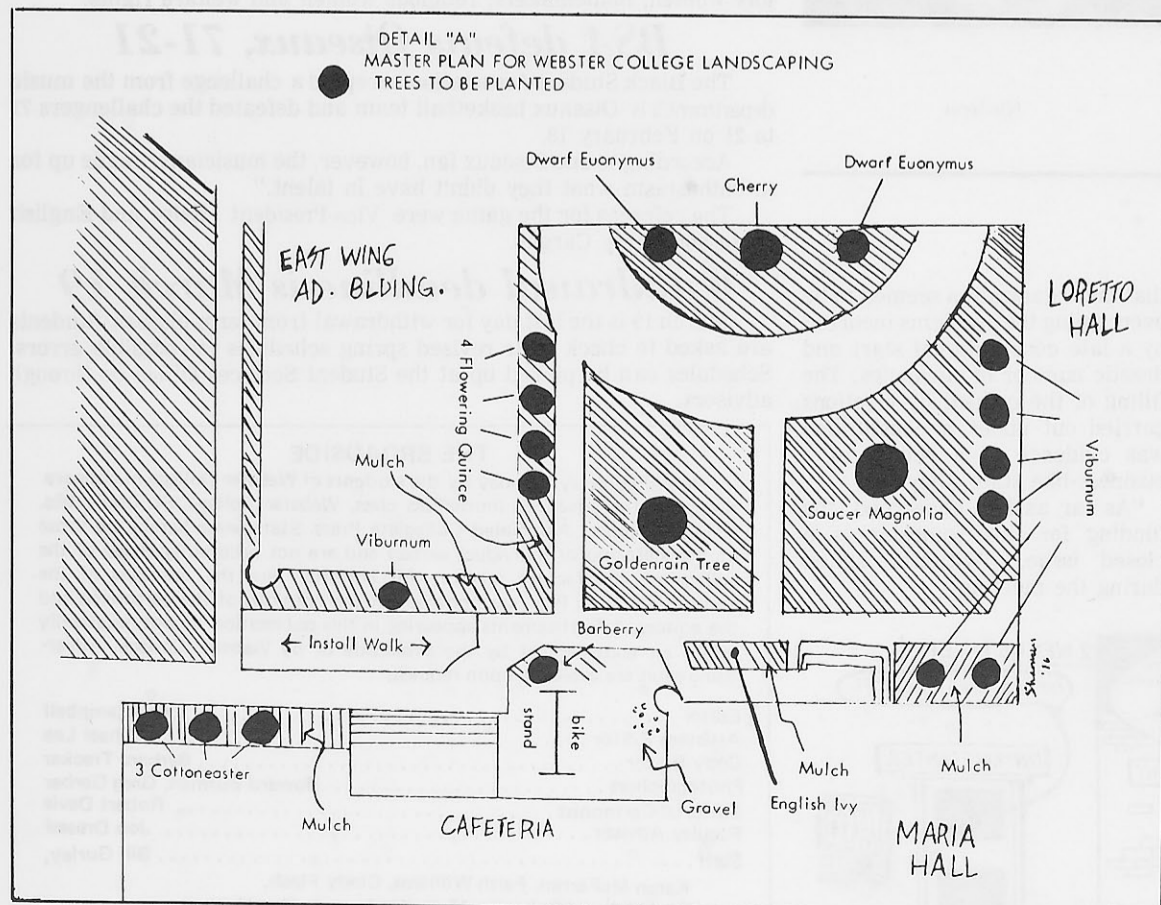 DETAIL "A"
MASTER PLAN FOR WEBSTER COLLEGE LANDSCAPING
TREES TO BE PLANTED
Dwarf Euonymus
Cherry
Dwarf Euonymus
EAST WING
AD. BLDING.
LORETTO
HALL
4 Flowering Quince
Mulch
Viburnum
Viburnum
Saucer Magnolia
Goldenrain Tree
Barberry
Install Walk
bike
stand
Shannon '76
Cottoneaster
Mulch
Mulch
Mulch
English Ivy
Gravel
CAFETERIA
MARIA
HALL